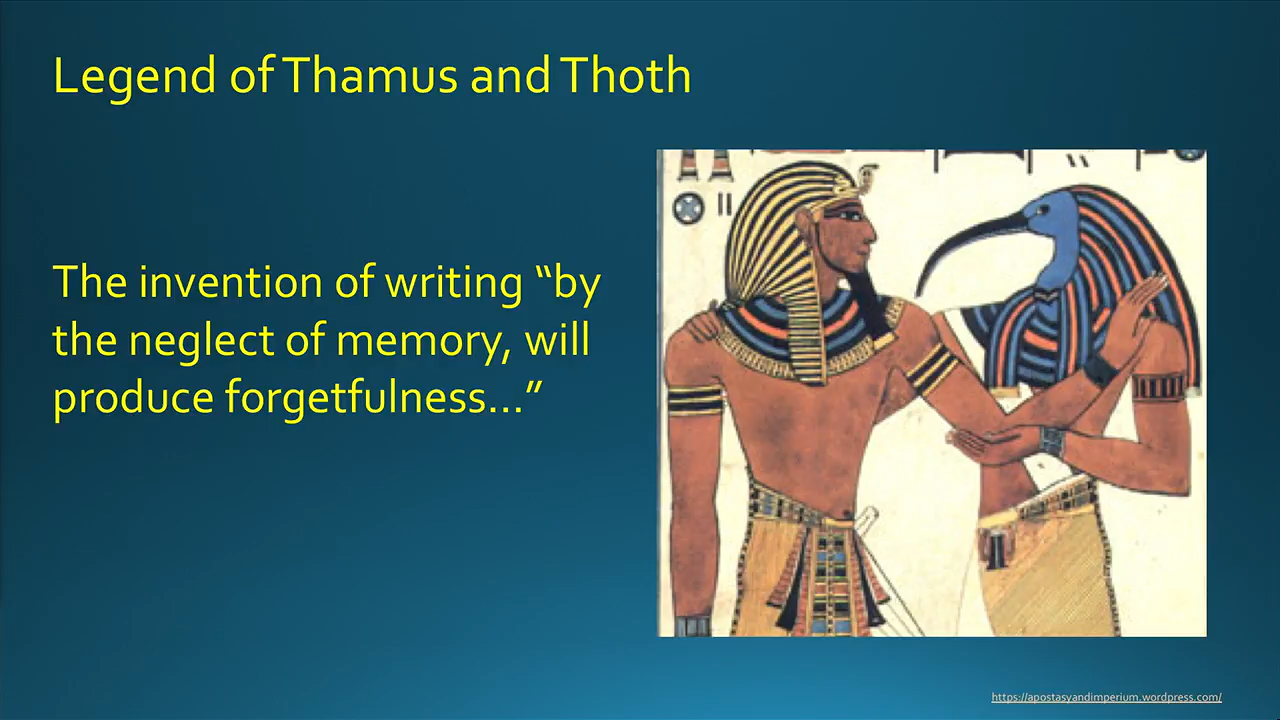 Legend of Thamus and Thoth
The invention of writing “by
the neglect of memory, will
produce forgetfulness…”
https://apostasyandimperium.wordpress.com/